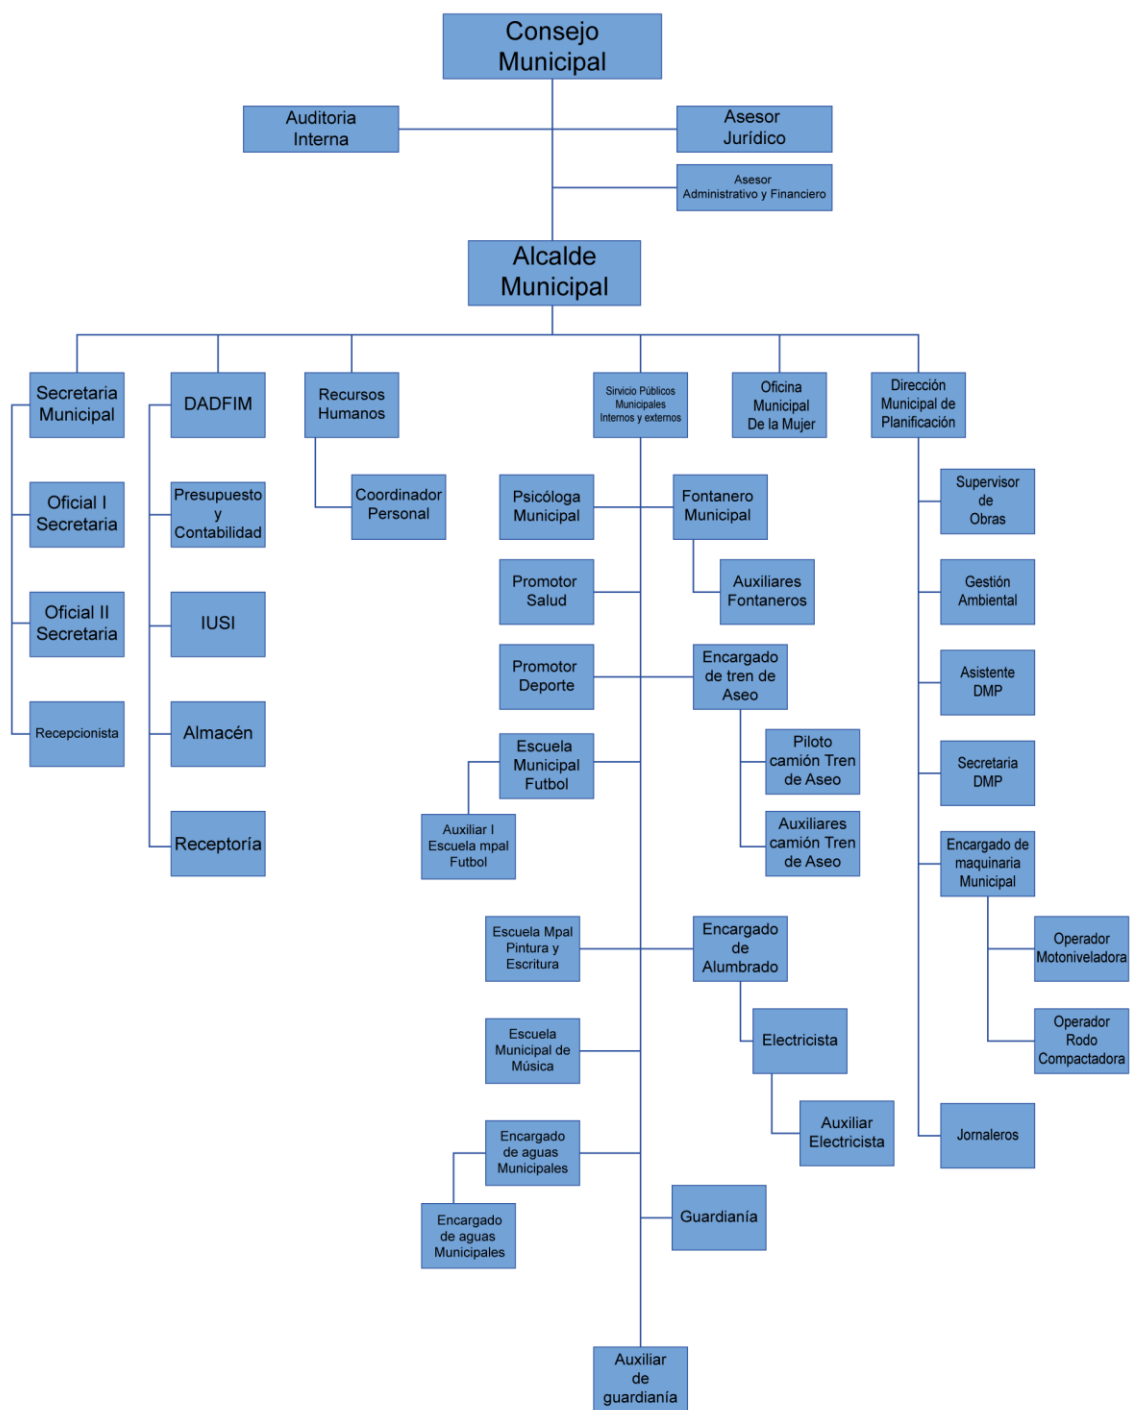 Consejo
Municipal
Auditoria
Interna
Asesor
Jurídico
Asesor
Administrativo y Financiero
Alcalde
Municipal
Secretaria
Municipal
DADFIM
Recursos
Humanos
Sirvicio Públicos
Municipales
Internos y externos
Oficina
Municipal
De la Mujer
Dirección
Municipal de
Planificación
Oficial I
Secretaria
Presupuesto
y
Contabilidad
Coordinador
Personal
Psicóloga
Municipal
Fontanero
Municipal
Supervisor
de
Obras
Oficial II
Secretaria
IUSI
Promotor
Salud
Auxiliares
Fontaneros
Gestión
Ambiental
Promotor
Deporte
Encargado
de tren de
Aseo
Asistente
DMP
Recepcionista
Almacén
Escuela
Municipal
Futbol
Piloto
camión Tren
de Aseo
Secretaria
DMP
Receptoría
Auxiliar I
Escuela mpal
Futbol
Auxiliares
camión Tren
de Aseo
Encargado de
maquinaria
Municipal
Escuela Mpal
Pintura y
Escritura
Encargado
de
Alumbrado
Operador
Motoniveladora
Escuela
Municipal de
Música
Electricista
Operador
Rodo
Compactadora
Encargado
de aguas
Municipales
Auxiliar
Electricista
Jornaleros
Encargado
de aguas
Municipales
Guardianía
Auxiliar
de
guardianía